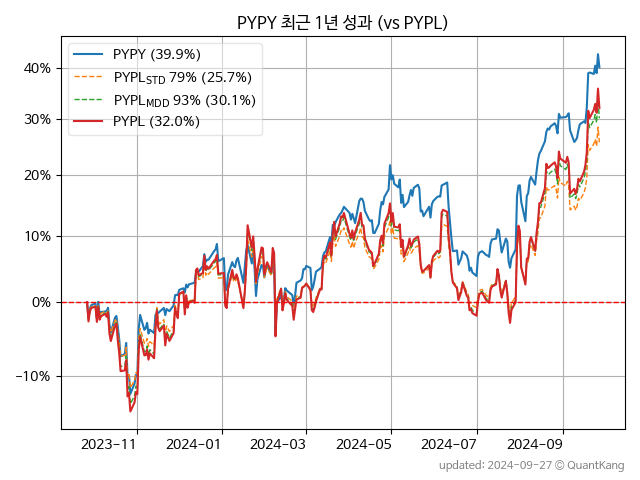 PYPY 최근 1년 성과 (vs PYPL)
PYPY (39.9%)
PYPL_STD 79% (25.7%)
PYPL_MDD 93% (30.1%)
PYPL (32.0%)
40%
30%
20%
10%
0%
−10%
2023-11 2024-01 2024-03 2024-05 2024-07 2024-09
updated: 2024-09-27 © QuantKang